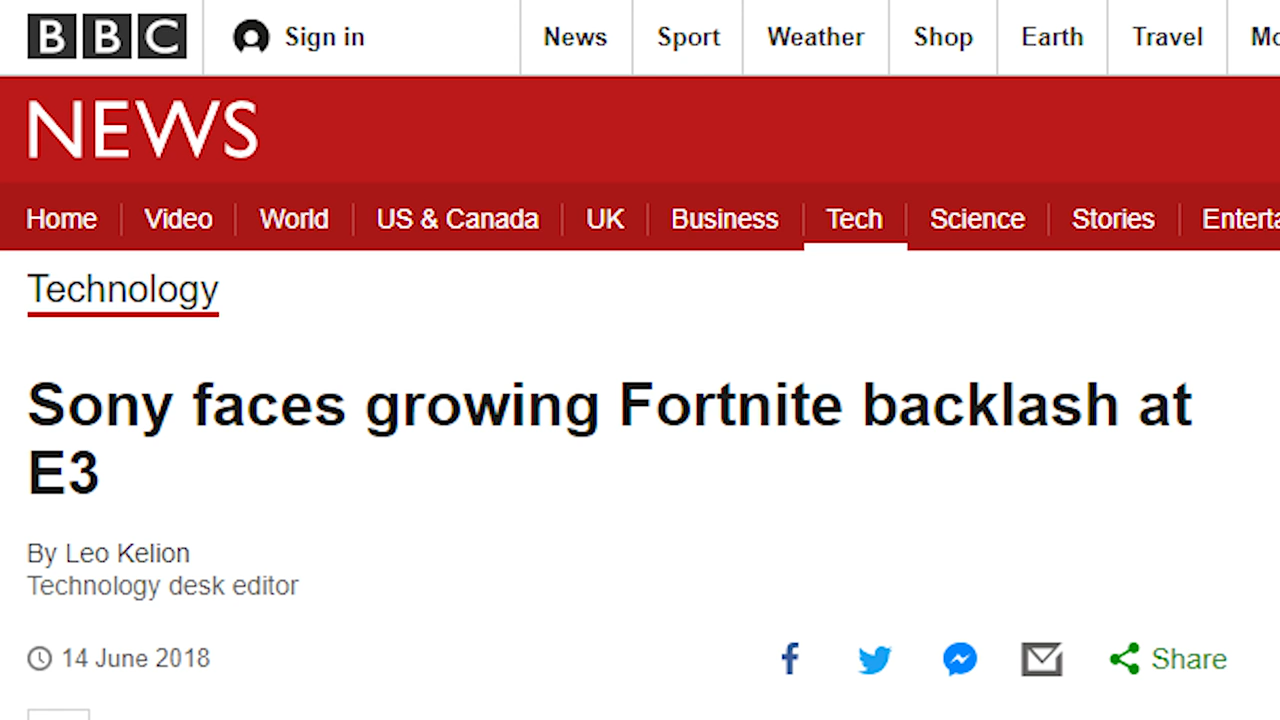 BBC Sign in News Sport Weather Shop Earth Travel
NEWS
Home Video World US & Canada UK Business Tech Science Stories
Technology
Sony faces growing Fortnite backlash at
E3
By Leo Kelion
Technology desk editor
14 June 2018 Share